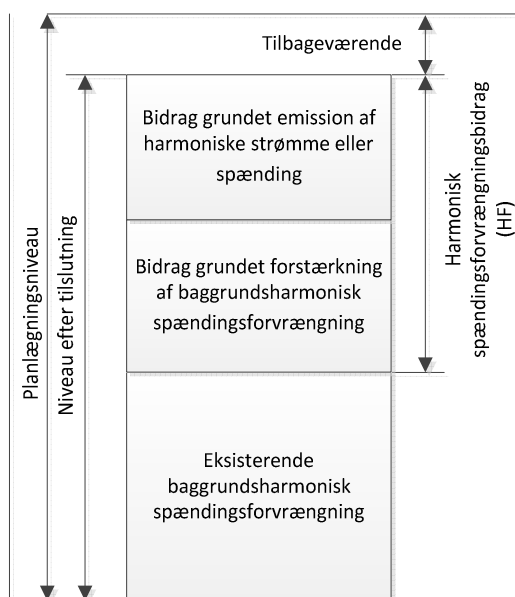 Tilbageværende
Bidrag grundet emission af
harmoniske strømme eller
spænding
Bidrag grundet forstærkning
af baggrundsharmonisk
spændingsforvrængning
Eksisterende
baggrundsharmonisk
spændingsforvrængning
Planlægningsniveau
Niveau efter tilslutning
Harmonisk
spændingsforvrængningsbidrag
(HF)